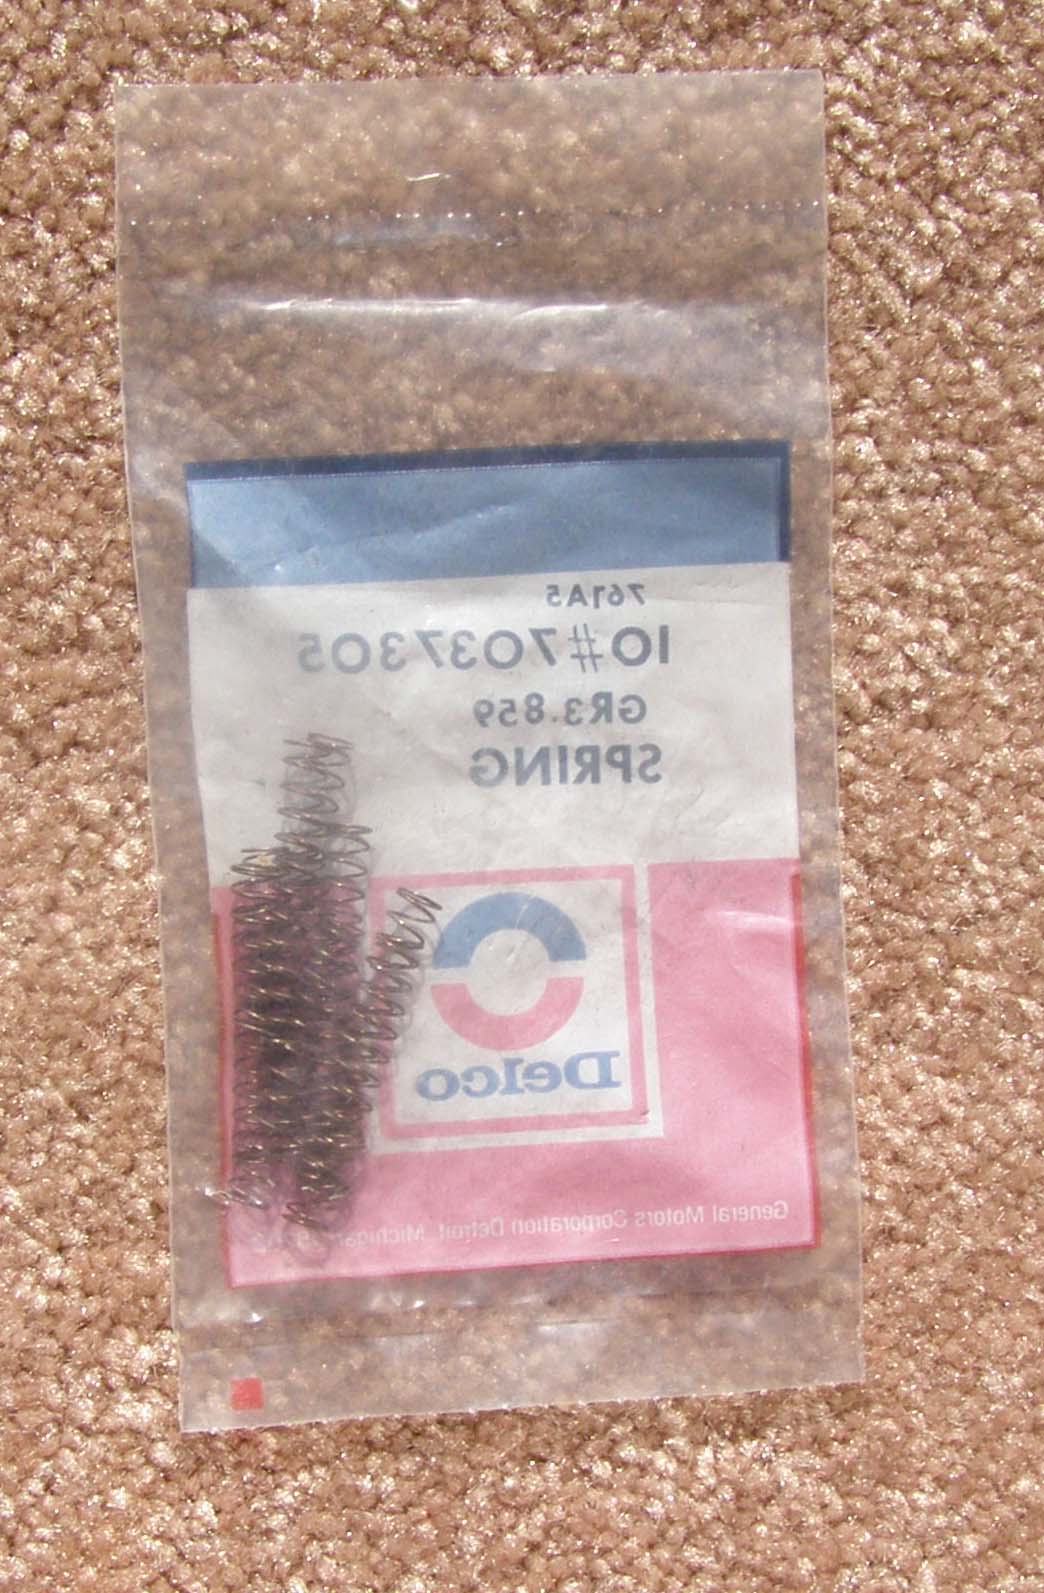 761A5
10#7037305
GR3.859
SPRING
Delco
General Motors Corporation Detroit, Michigan